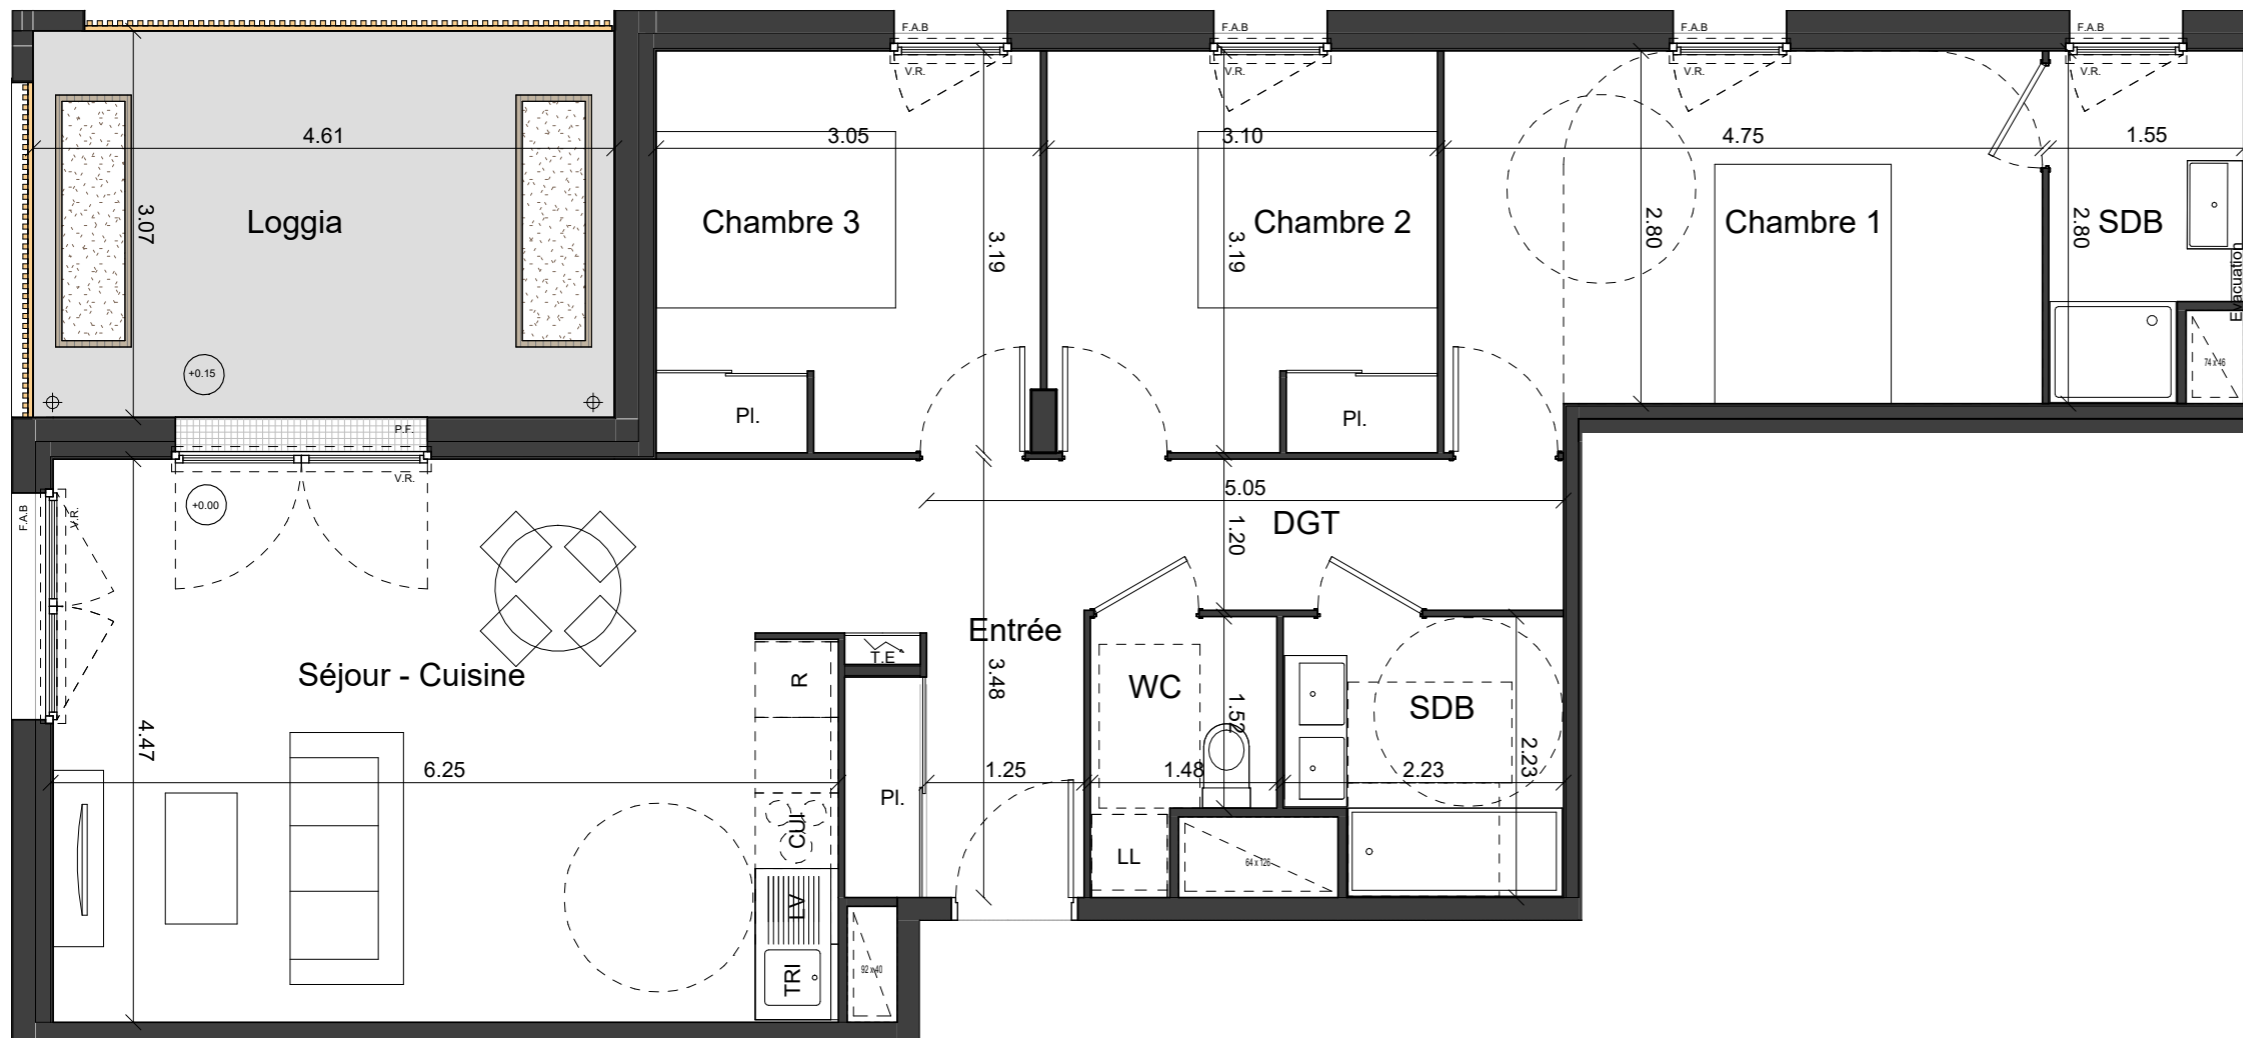 F.A.B
F.A.B
F.A.B
F.A.B
V.R.
V.R.
V.R.
V.R.
4.61
3.05
3.10
4.75
1.55
3.07
Loggia
Chambre 3
3.19
3.19
Chambre 2
2.80
Chambre 1
2.80
SDB
Evacuation
+0.15
74 x 46
Pl.
Pl.
P.F.
V.R.
5.05
F.A.B
V.R.
+0.00
1.20
DGT
Entrée
T.E
3.48
Séjour - Cuisine
R
WC
1.52
SDB
4.47
6.25
1.25
1.48
2.23
2.23
Pl.
CUI
LL
64 x 126
LV
TRI
92 x 40